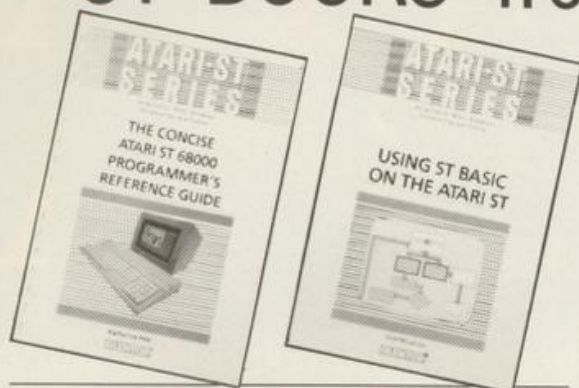 ST BOOKS
ATARI-ST
SERIES
THE CONCISE
ATARI ST 68000
PROGRAMMER'S
REFERENCE GUIDE
ATARI-ST
SERIES
USING ST BASIC
ON THE ATARI ST